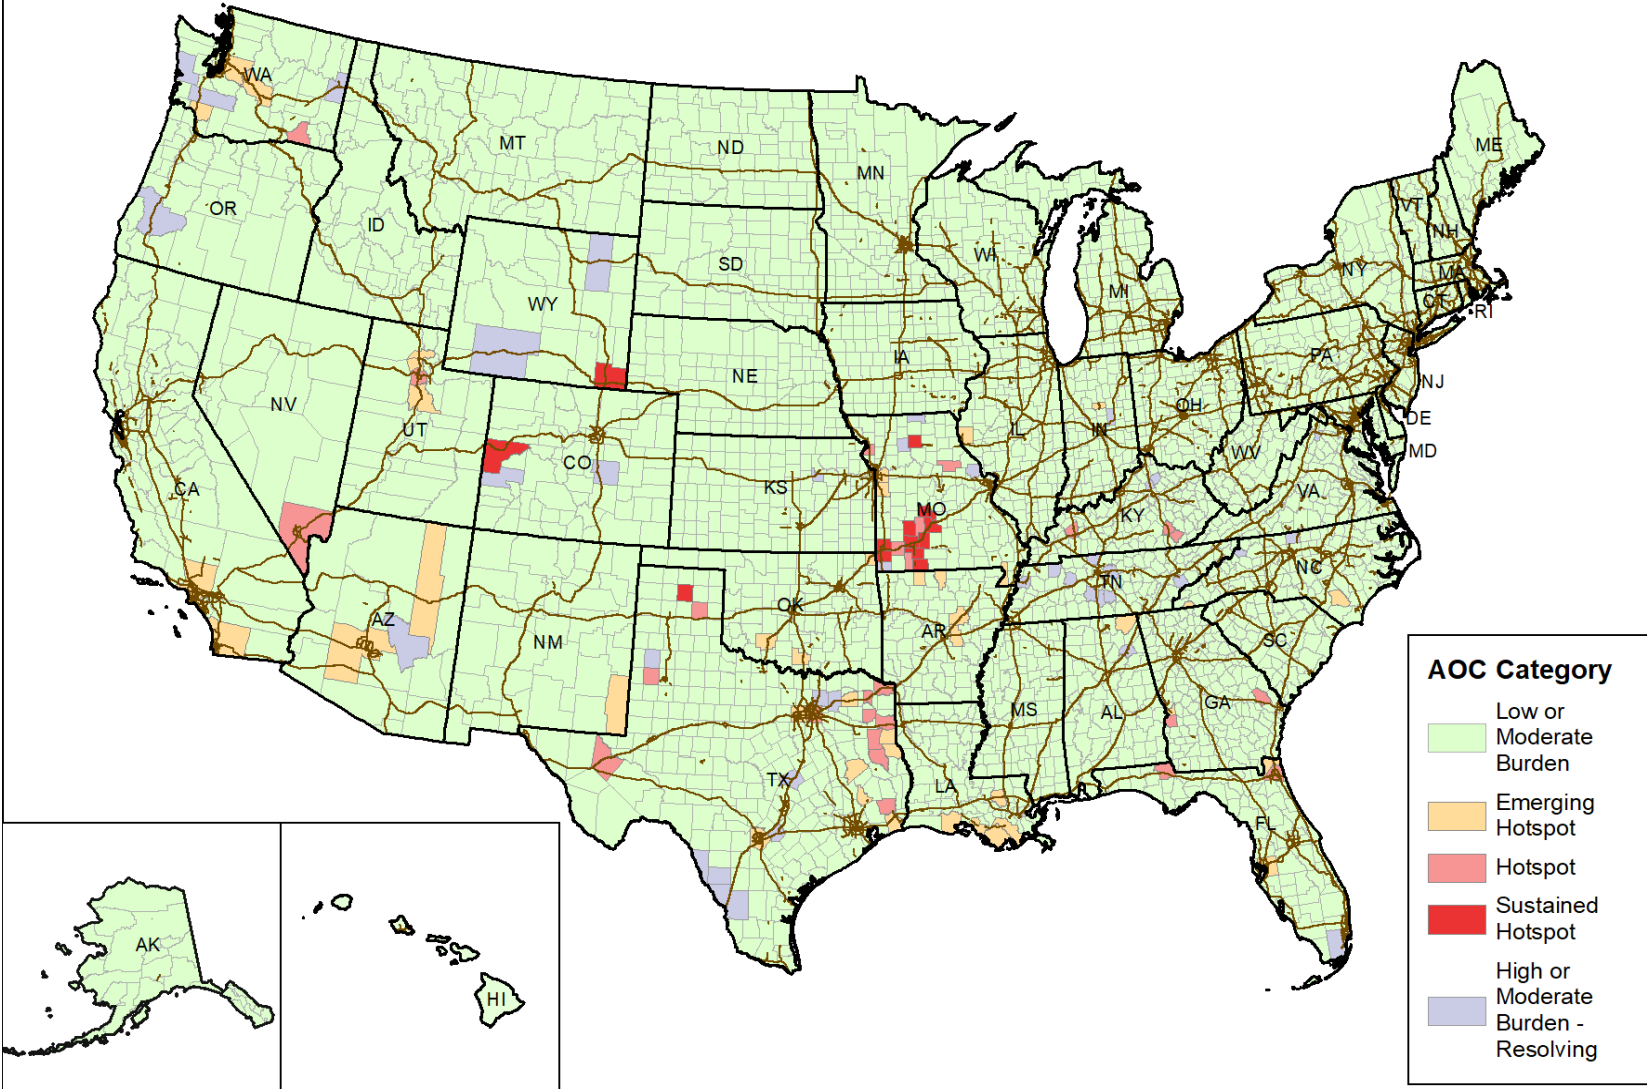 WA
MT
ND
MN
ME
OR
ID
VT
NH
WI
NY
MA
SD
MI
CT
RI
WY
IA
PA
NE
NJ
NV
OH
DE
UT
IL
IN
MD
CO
WV
KS
CA
VA
MO
KY
NC
TN
OK
AZ
AR
NM
SC
GA
MS
AL
TX
LA
FL
AK
HI
AOC Category
Low or
Moderate
Burden
Emerging
Hotspot
Hotspot
Sustained
Hotspot
High or
Moderate
Burden -
Resolving